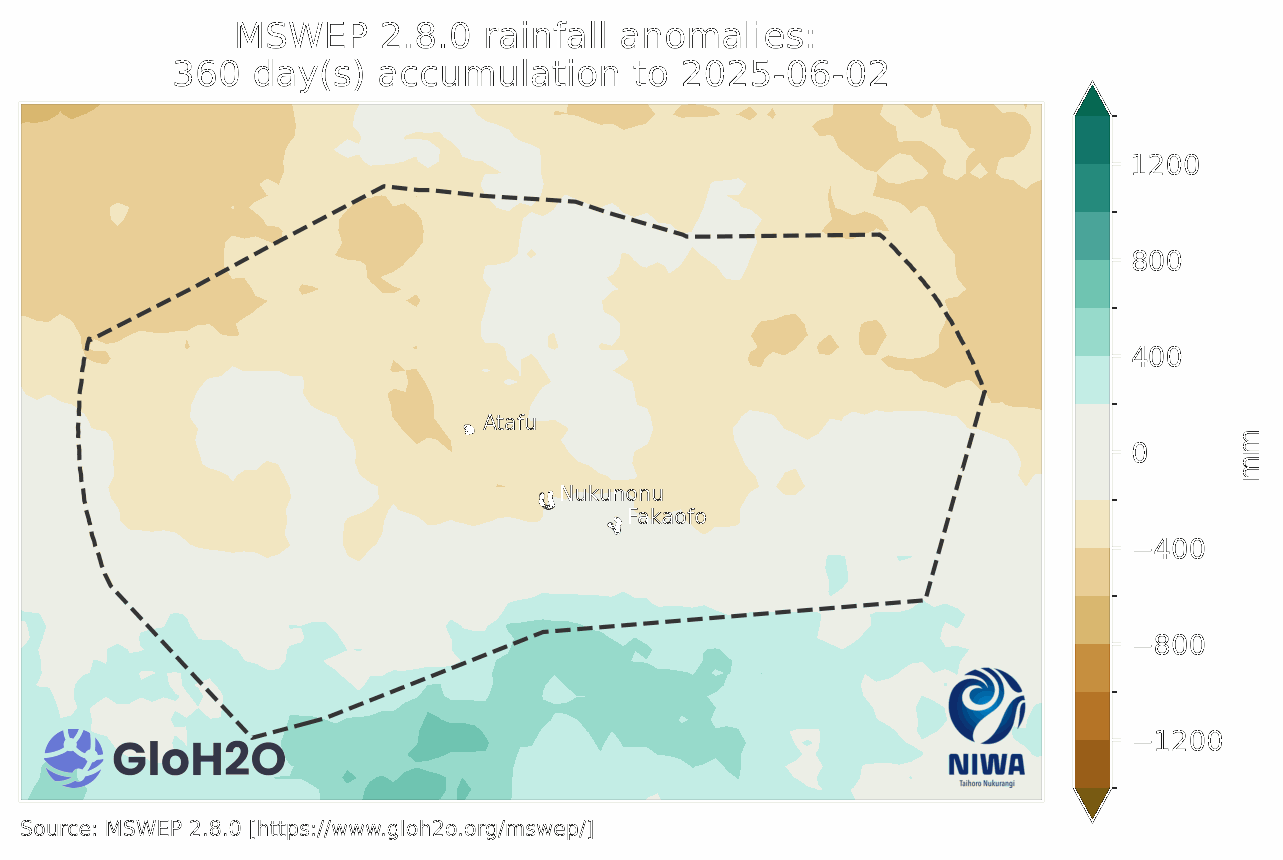 MSWEP 2.8.0 rainfall anomalies:
360 day(s) accumulation to 2025-06-02
1200
800
400
0
−400
−800
−1200
mm
Atafu
Nukunonu
Fakaofo
GloH2O
NIWA
Taihoro Nukurangi
Source: MSWEP 2.8.0 [https://www.gloh2o.org/mswep/]